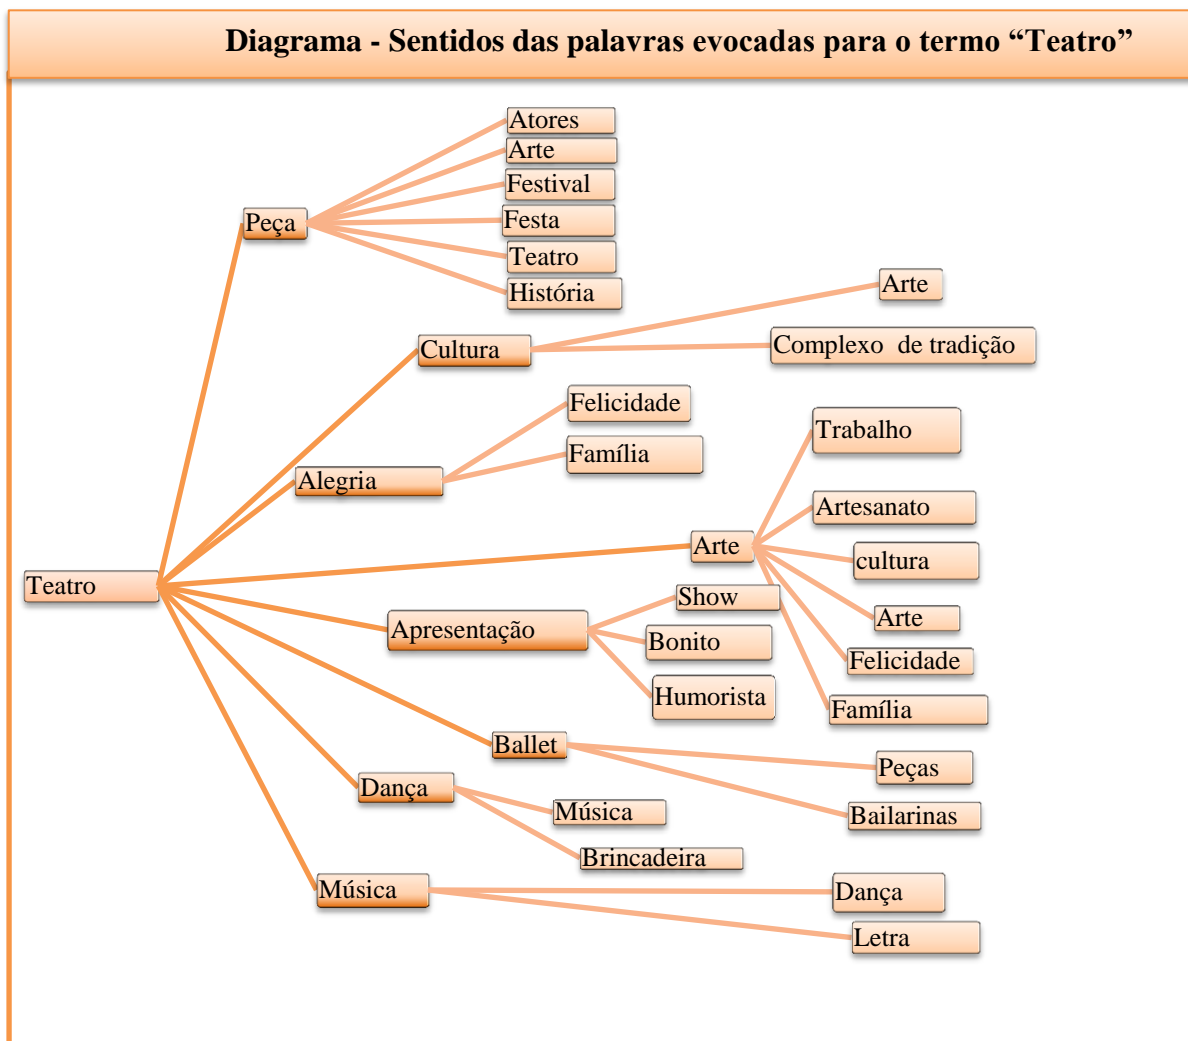 Diagrama - Sentidos das palavras evocadas para o termo “Teatro”
Atores
Arte
Festival
Peça
Festa
Teatro
História
Arte
Cultura
Complexo de tradição
Felicidade
Trabalho
Família
Alegria
Artesanato
Arte
cultura
Teatro
Show
Arte
Apresentação
Bonito
Felicidade
Humorista
Família
Ballet
Peças
Dança
Música
Bailarinas
Brincadeira
Música
Dança
Letra